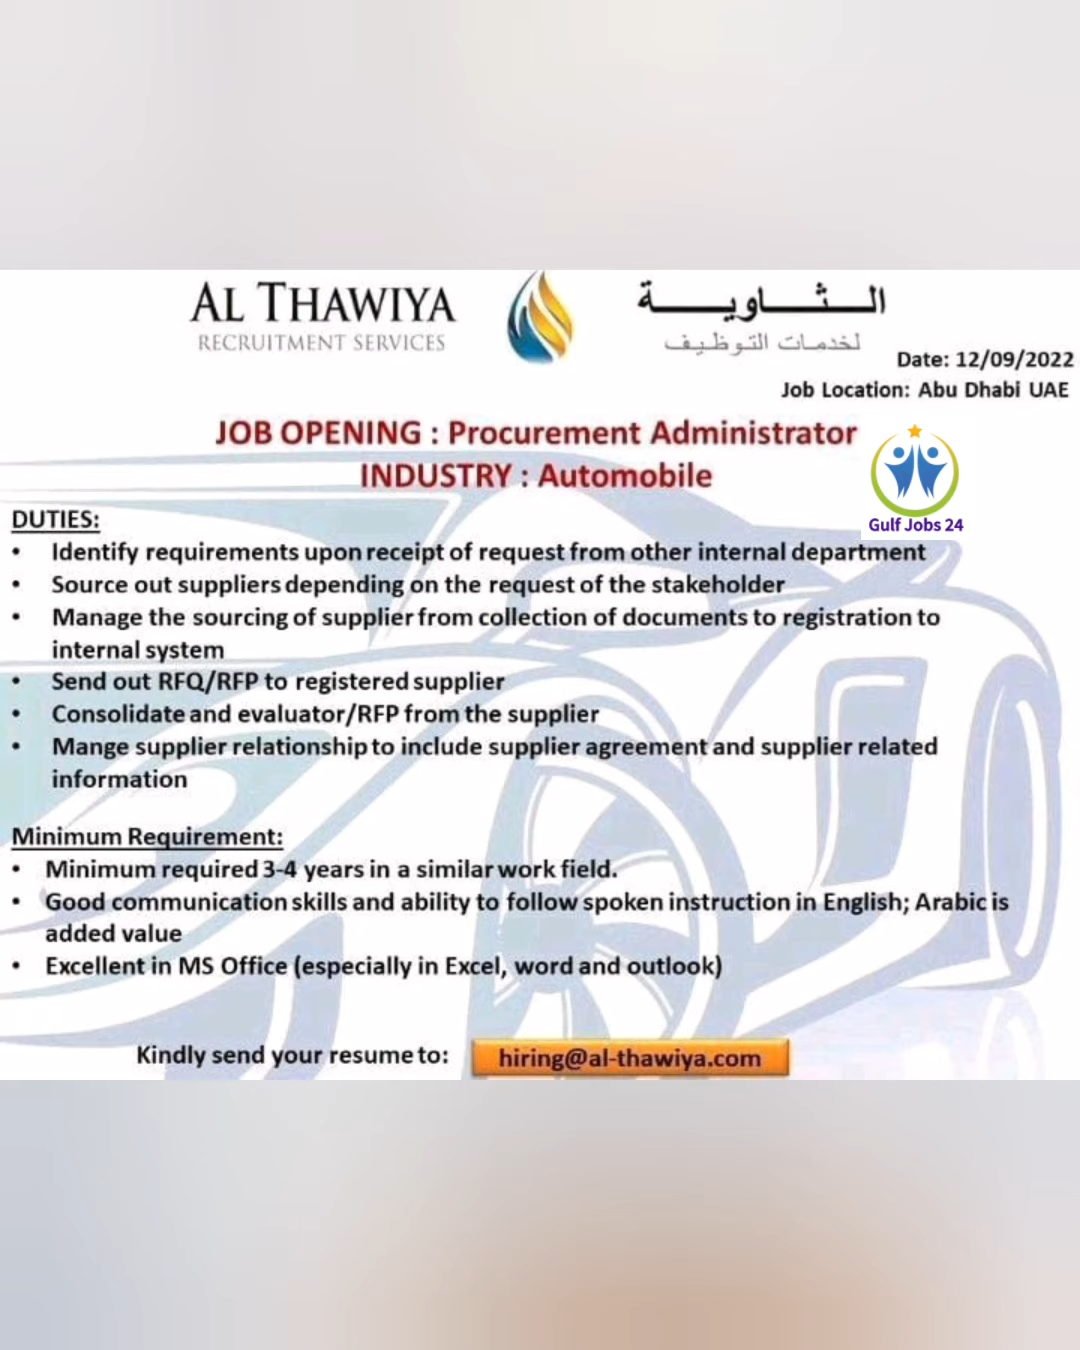 AL THAWIYA
RECRUITMENT SERVICES
الـــثـــاويـــــة
لخدمات التوظيف
Date: 12/09/2022
Job Location: Abu Dhabi UAE
JOB OPENING : Procurement Administrator
INDUSTRY : Automobile
Gulf Jobs 24
DUTIES:
• Identify requirements upon receipt of request from other internal department
• Source out suppliers depending on the request of the stakeholder
• Manage the sourcing of supplier from collection of documents to registration to
internal system
• Send out RFQ/RFP to registered supplier
• Consolidate and evaluator/RFP from the supplier
• Mange supplier relationship to include supplier agreement and supplier related
information
Minimum Requirement:
• Minimum required 3-4 years in a similar work field.
• Good communication skills and ability to follow spoken instruction in English; Arabic is
added value
• Excellent in MS Office (especially in Excel, word and outlook)
Kindly send your resume to: hiring@al-thawiya.com